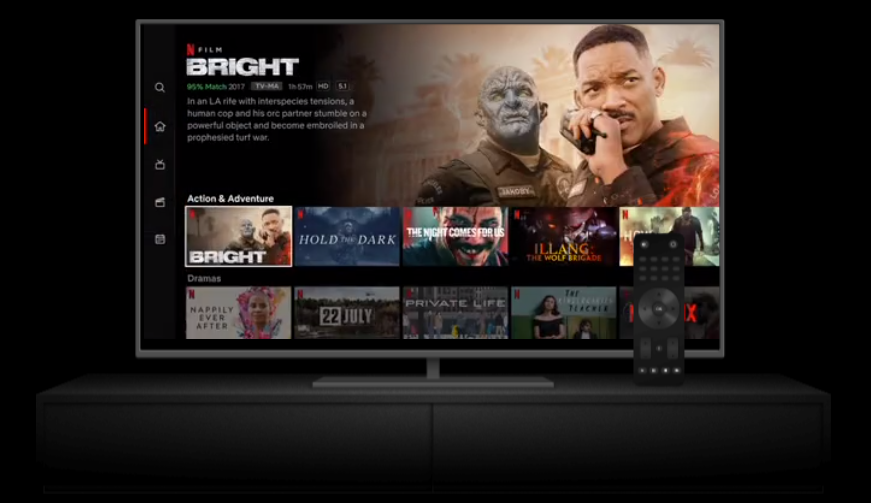 N FILM
BRIGHT
95% Match 2017 TV-MA 1h 57m HD 5.1
In an LA rife with interspecies tensions, a
human cop and his orc partner stumble on a
powerful object and become embroiled in a
prophesied turf war.
JAKOBY
Action & Adventure
N
BRIGHT
N
HOLD THE DARK
N
THE NIGHT COMES FOR US
N
ILLANG:
THE WOLF BRIGADE
N
Dramas
N
NAPPILY
EVER
AFTER
N
22 JULY
N
PRIVATE LIFE
N
THE KINDERGARTEN
TEACHER
OK